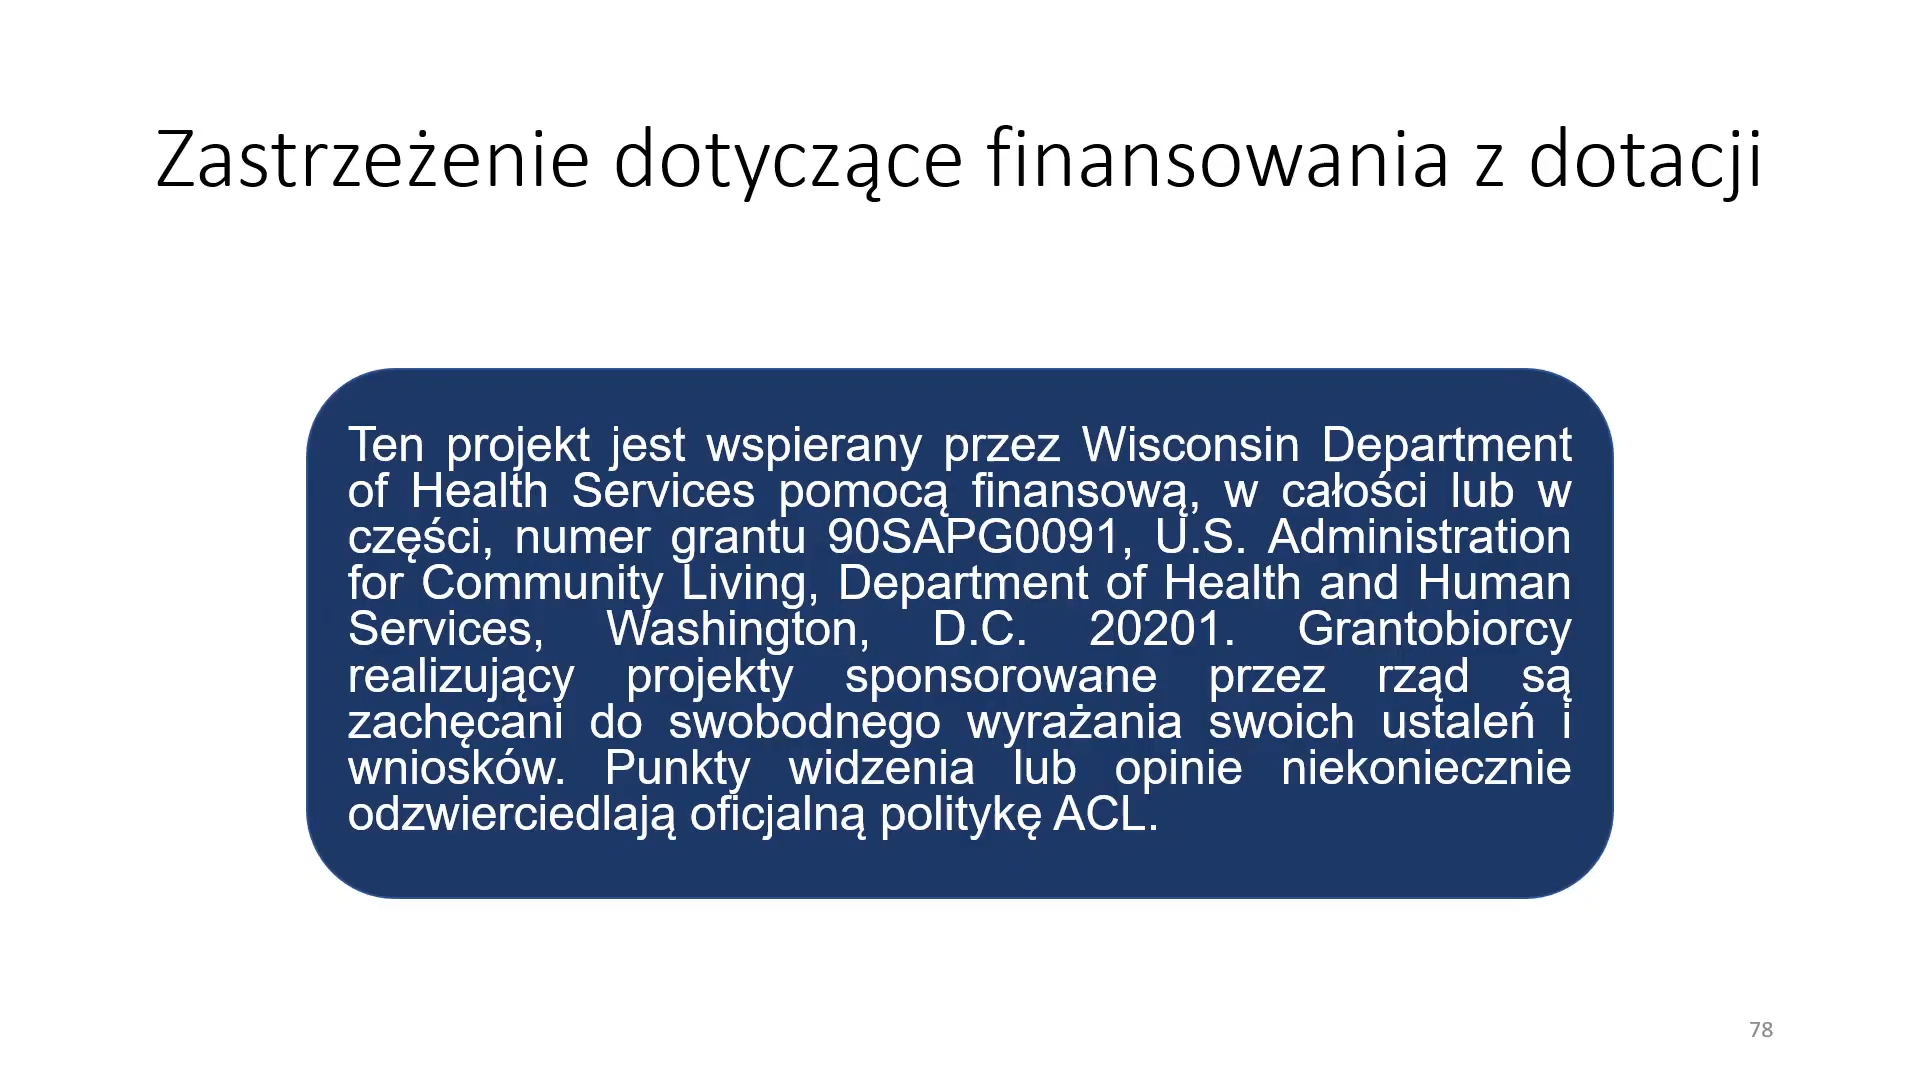 Zastrzeżenie dotyczące finansowania z dotacji
Ten projekt jest wspierany przez Wisconsin Department
of Health Services pomocą finansową, w całości lub w
części, numer grantu 90SAPG0091, U.S. Administration
for Community Living, Department of Health and Human
Services, Washington, D.C. 20201. Grantobiorcy
realizujący projekty sponsorowane przez rząd są
zachęcani do swobodnego wyrażania swoich ustaleń i
wniosków. Punkty widzenia lub opinie niekoniecznie
odzwierciedlają oficjalną politykę ACL.
78